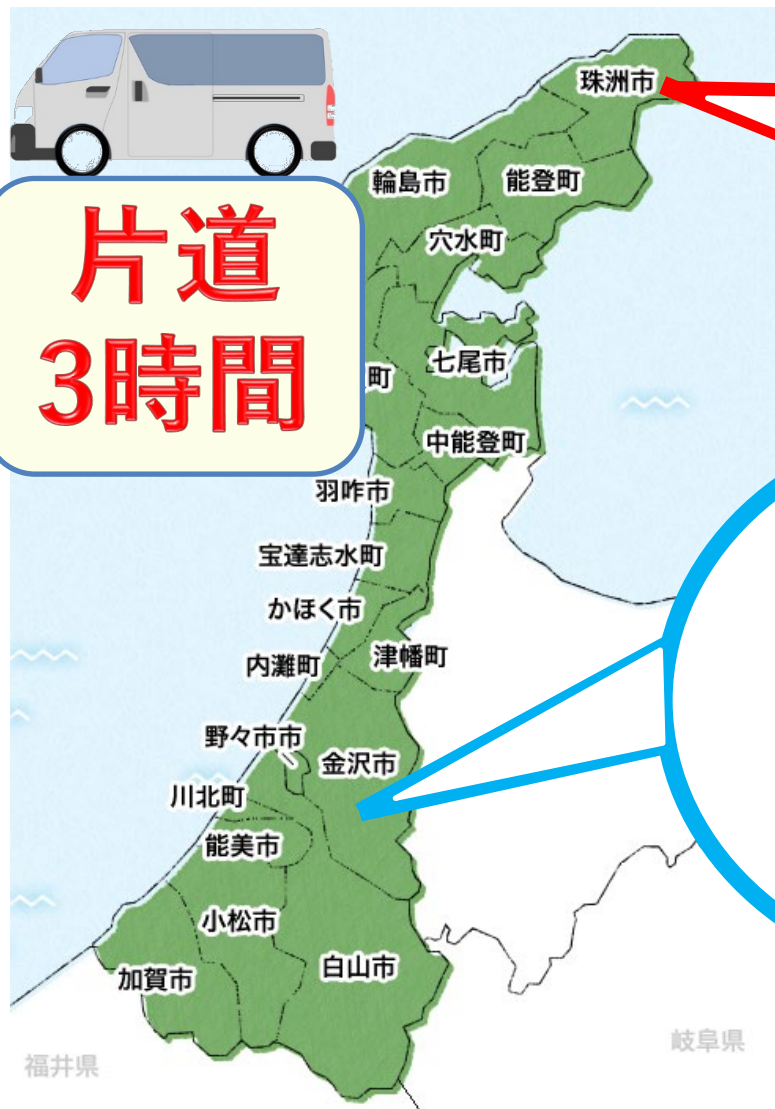 片道
3時間
珠洲市
輪島市
能登町
穴水町
七尾市
町
中能登町
羽咋市
宝達志水町
かほく市
内灘町
津幡町
野々市市
金沢市
川北町
能美市
小松市
白山市
加賀市
福井県
岐阜県